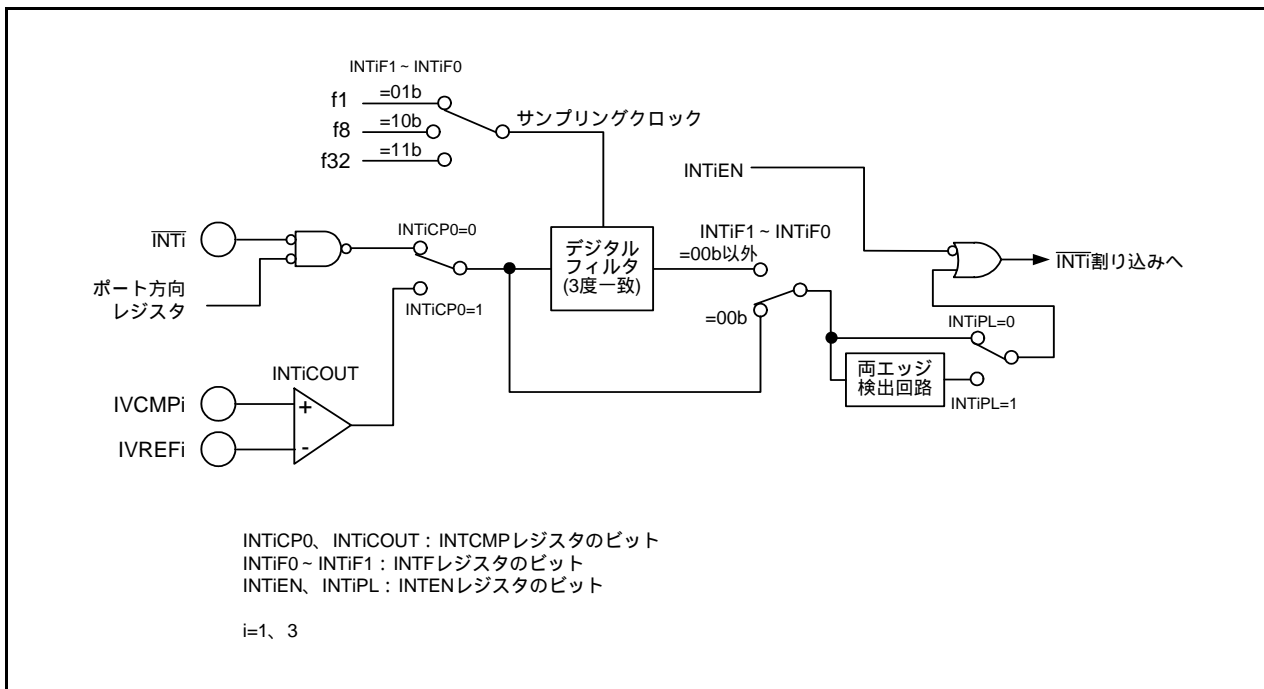 INTiF1 ~ INTiF0
f1
=01b
f8
=10b
f32
=11b
サンプリングクロック
INTiEN
INTi
INTiCP0=0
デジタル
フィルタ
(3度一致)
INTiF1 ~ INTiF0
=00b以外
INTi割り込みへ
ポート方向
レジスタ
INTiCP0=1
=00b
INTiPL=0
両エッジ
検出回路
INTiPL=1
INTiCOUT
IVCMPi
+
IVREFi
-
INTiCP0、INTiCOUT : INTCMPレジスタのビット
INTiF0 ~ INTiF1 : INTFレジスタのビット
INTiEN、INTiPL : INTENレジスタのビット
i=1、3